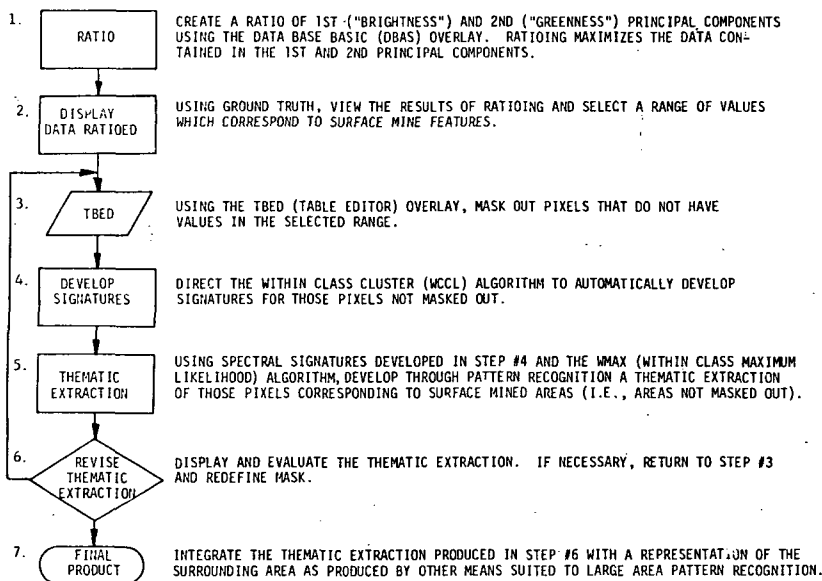 1.
RATIO
CREATE A RATIO OF 1ST ("BRIGHTNESS") AND 2ND ("GREENNESS") PRINCIPAL COMPONENTS
USING THE DATA BASE BASIC (DBAS) OVERLAY. RATIOING MAXIMIZES THE DATA CON-
TAINED IN THE 1ST AND 2ND PRINCIPAL COMPONENTS.
2.
DISPLAY
DATA RATIOED
USING GROUND TRUTH, VIEW THE RESULTS OF RATIOING AND SELECT A RANGE OF VALUES
WHICH CORRESPOND TO SURFACE MINE FEATURES.
3.
TBED
USING THE TBED (TABLE EDITOR) OVERLAY, MASK OUT PIXELS THAT DO NOT HAVE
VALUES IN THE SELECTED RANGE.
4.
DEVELOP
SIGNATURES
DIRECT THE WITHIN CLASS CLUSTER (WCCL) ALGORITHM TO AUTOMATICALLY DEVELOP
SIGNATURES FOR THOSE PIXELS NOT MASKED OUT.
5.
THEMATIC
EXTRACTION
USING SPECTRAL SIGNATURES DEVELOPED IN STEP #4 AND THE WMAX (WITHIN CLASS MAXIMUM
LIKELIHOOD) ALGORITHM, DEVELOP THROUGH PATTERN RECOGNITION A THEMATIC EXTRACTION
OF THOSE PIXELS CORRESPONDING TO SURFACE MINED AREAS (I.E., AREAS NOT MASKED OUT).
6.
REVISE
THEMATIC
EXTRACTION
DISPLAY AND EVALUATE THE THEMATIC EXTRACTION. IF NECESSARY, RETURN TO STEP #3
AND REDEFINE MASK.
7.
FINAL
PRODUCT
INTEGRATE THE THEMATIC EXTRACTION PRODUCED IN STEP #6 WITH A REPRESENTATION OF THE
SURROUNDING AREA AS PRODUCED BY OTHER MEANS SUITED TO LARGE AREA PATTERN RECOGNITION.